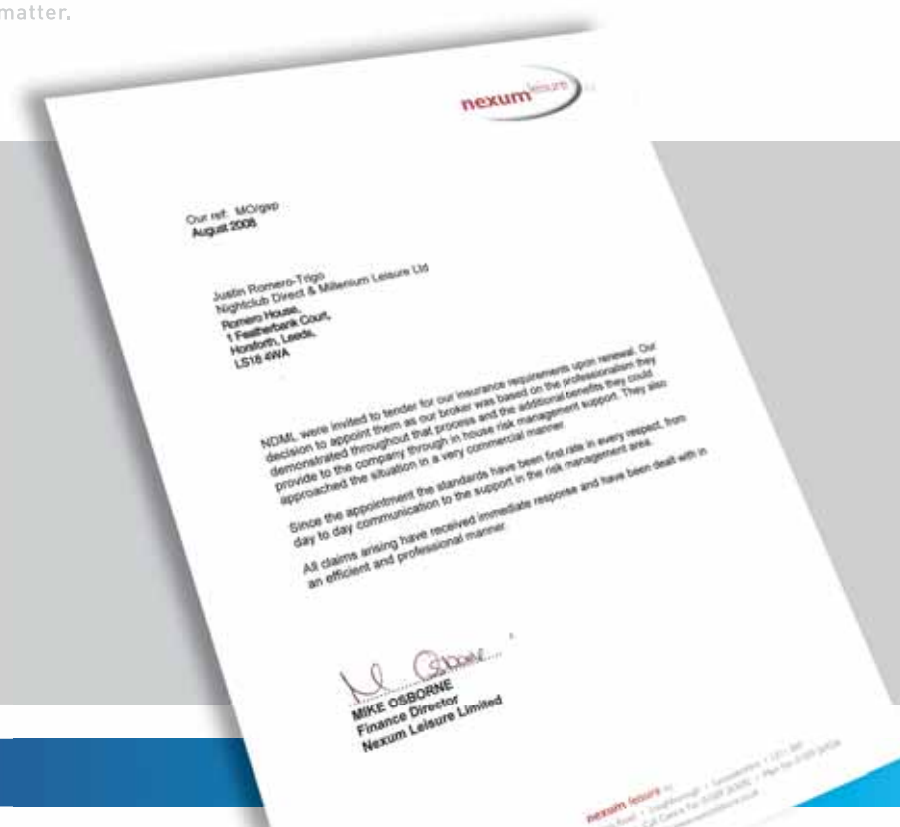 matter.
nexum leisure
Our ref: MO/gsp
August 2008
Justin Romero-Trigo
Nightclub Direct & Millenium Leisure Ltd
Romero House,
1 Featherbank Court,
Horsforth, Leeds,
LS18 4WA
NDML were invited to tender for our insurance requirements upon renewal. Our
decision to appoint them as our broker was based on the professionalism they
demonstrated throughout that process and the additional benefits they could
provide to the company through in house risk management support. They also
approached the situation in a very commercial manner.
Since the appointment the standards have been first rate in every respect, from
day to day communication to the support in the risk management area.
All claims arising have received immediate response and have been dealt with in
an efficient and professional manner.
M Osborne
MIKE OSBORNE
Finance Director
Nexum Leisure Limited
nexum leisure
Loughborough Leicestershire